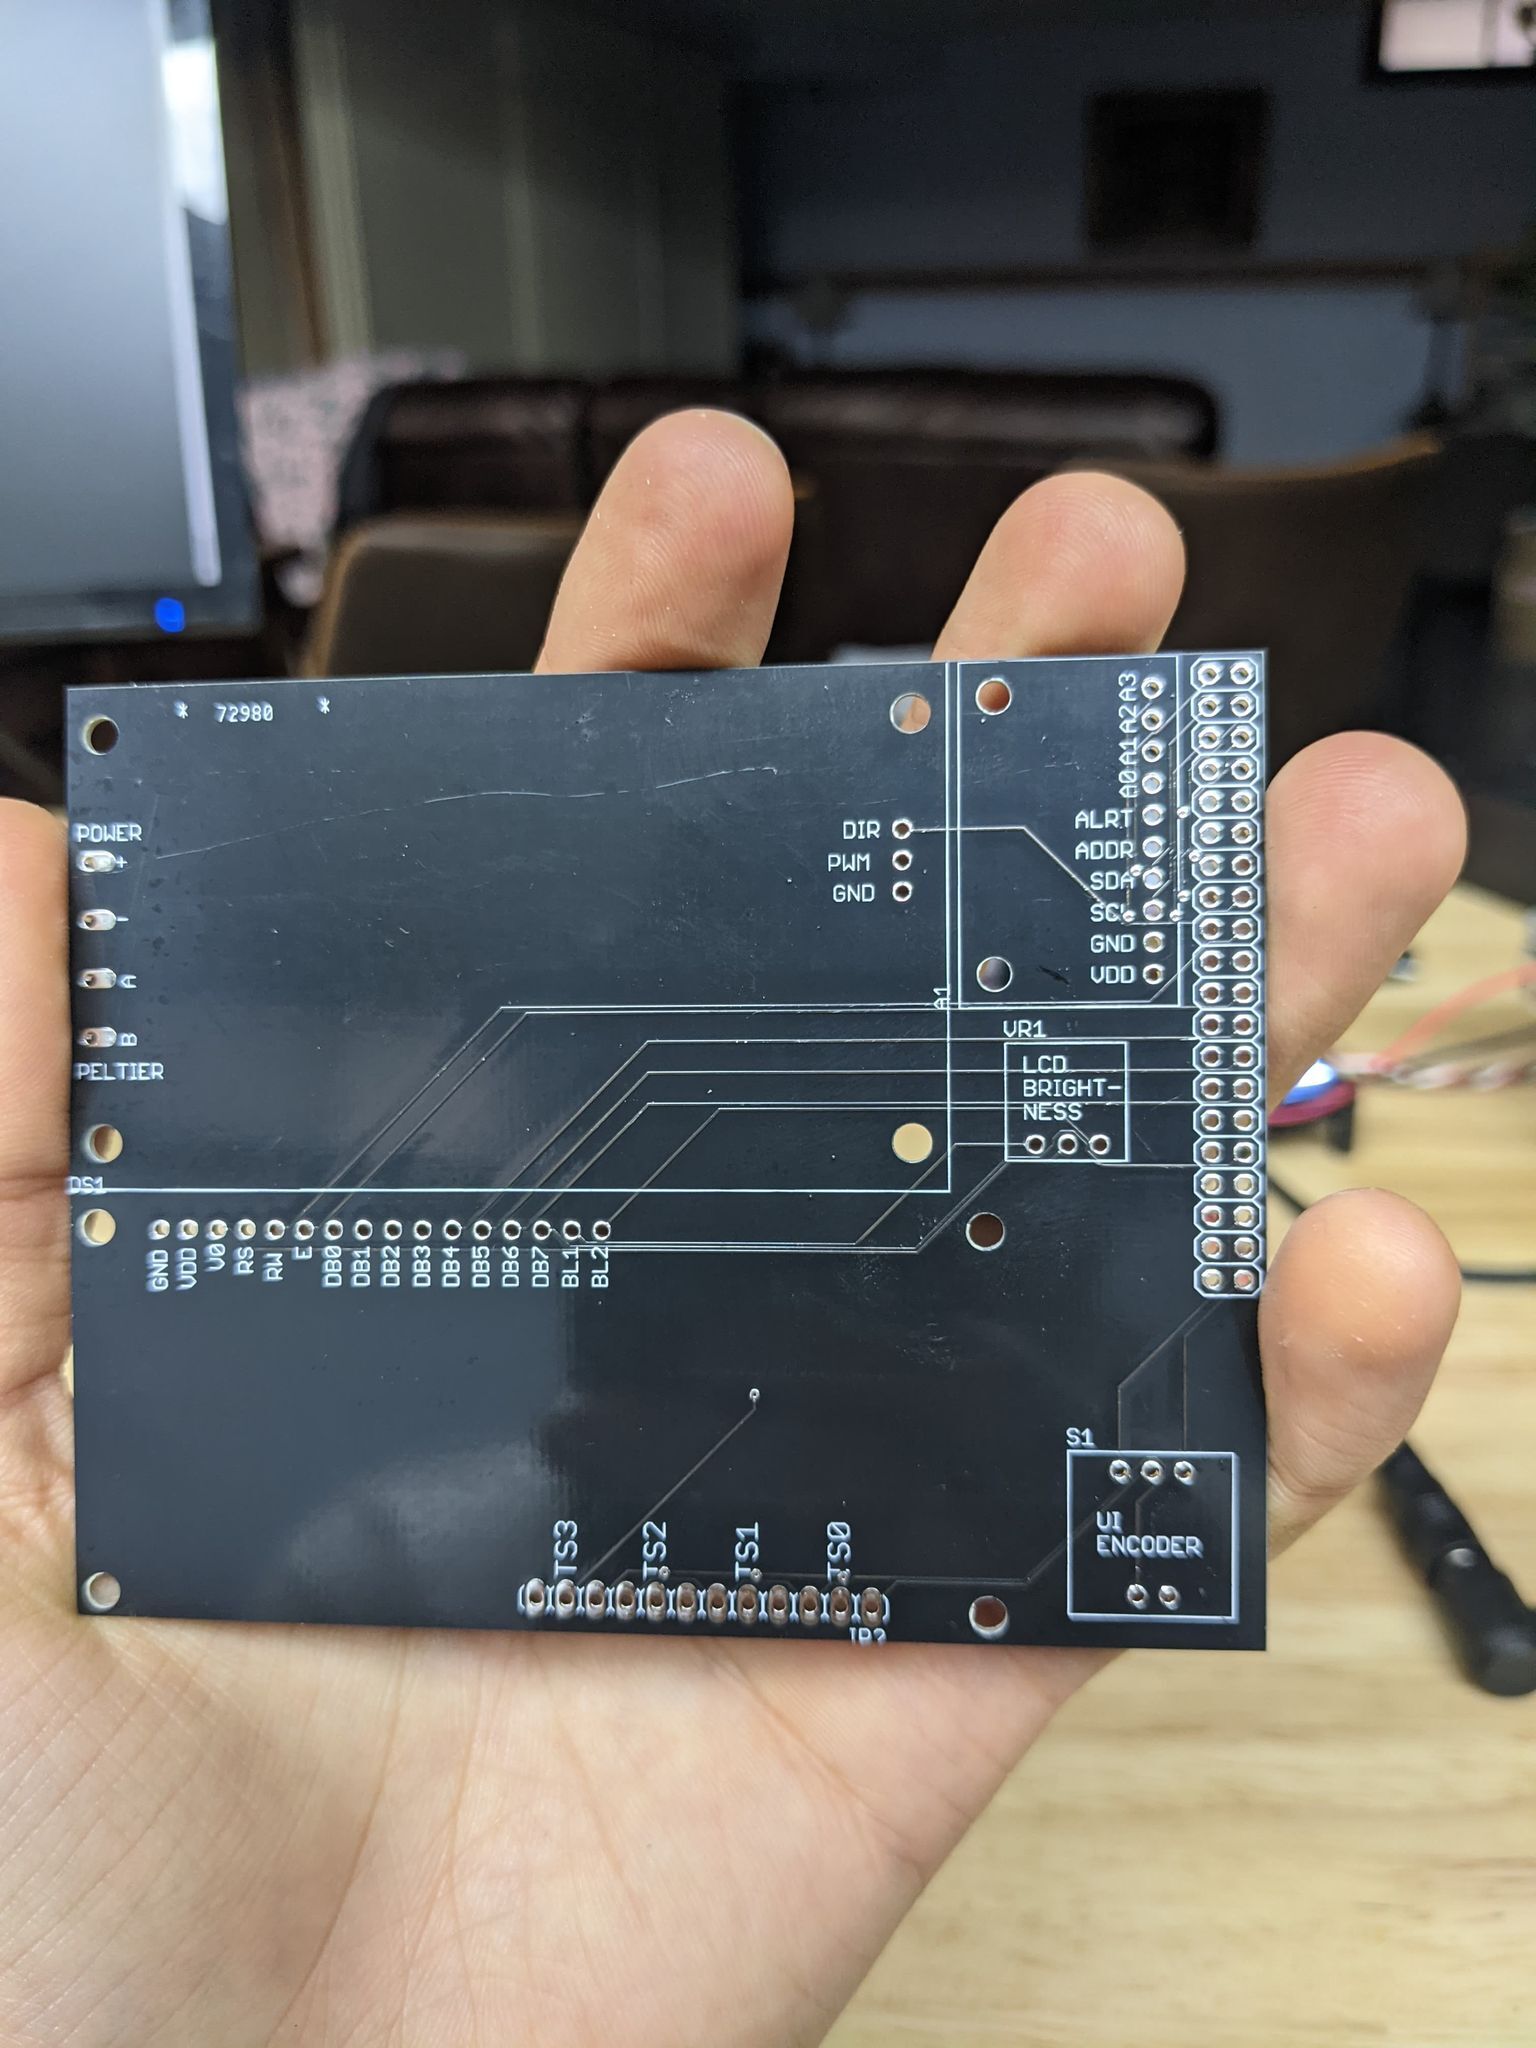 * 72980 *
POWER
+
-
A
B
PELTIER
DIR
PWM
GND
A3
A2
A1
A0
ALRT
ADDR
SDA
SCL
GND
VDD
A1
VR1
LCD
BRIGHT-
NESS
DS1
GND
VDD
V0
RS
RW
E
DB0
DB1
DB2
DB3
DB4
DB5
DB6
DB7
BL1
BL2
S1
UI
ENCODER
TS3
TS2
TS1
TS0